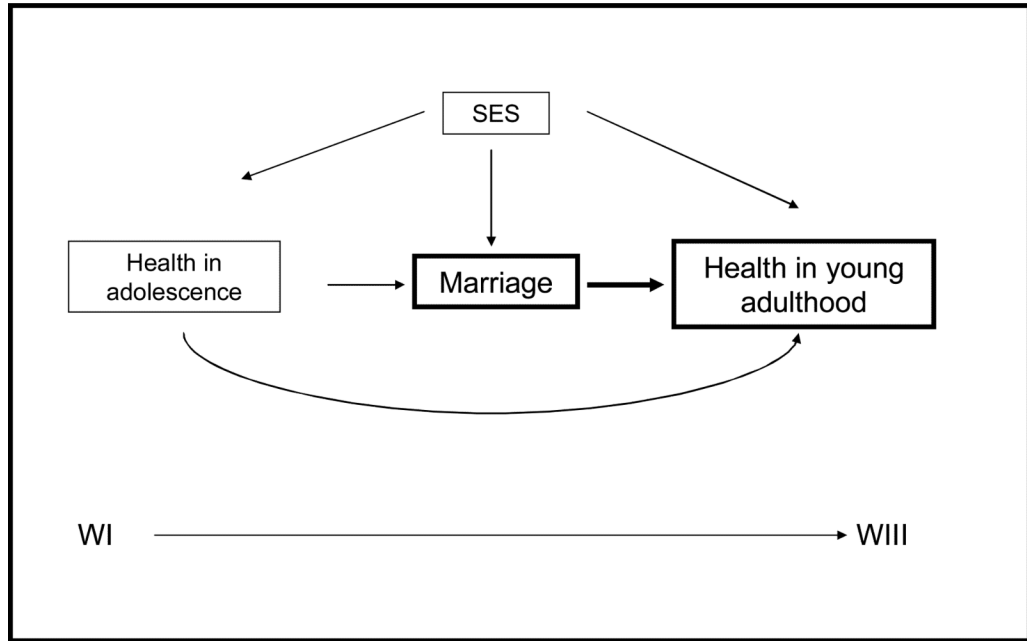 SES
Health in
adolescence
Marriage
Health in young
adulthood
WI
WIII